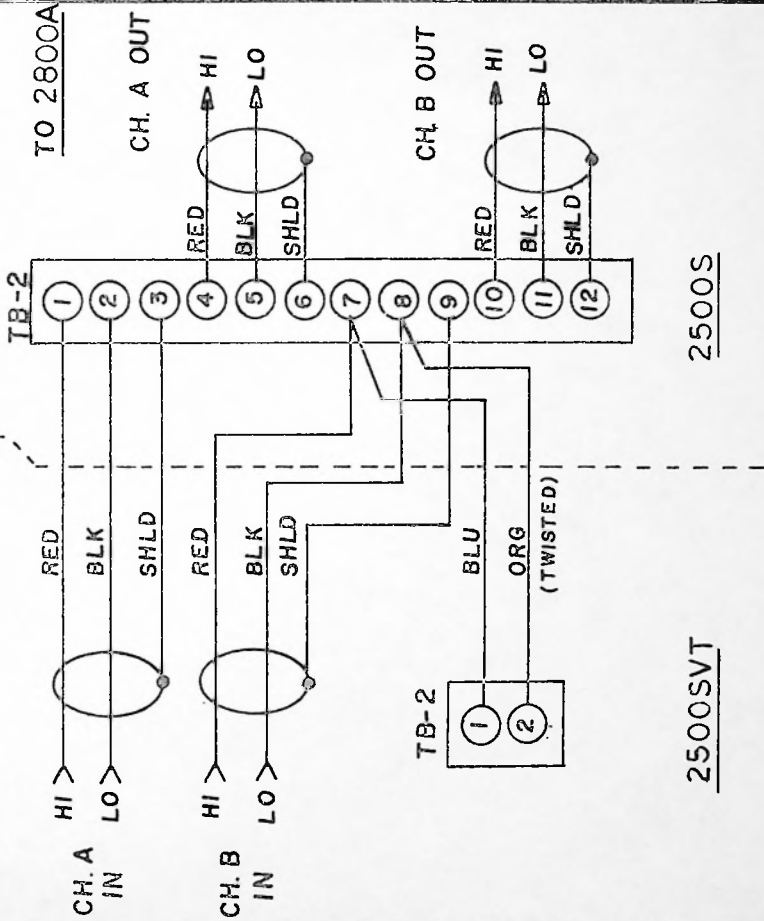 TO 2800A
CH. A OUT
HI
LO
CH. B OUT
HI
LO
RED
BLK
SHLD
RED
BLK
SHLD
TB-2
1
2
3
4
5
6
7
8
9
10
11
12
2500S
RED
BLK
SHLD
RED
BLK
SHLD
BLU
ORG
(TWISTED)
HI
LO
CH. A
IN
HI
LO
CH. B
IN
TB-2
1
2
2500SVT